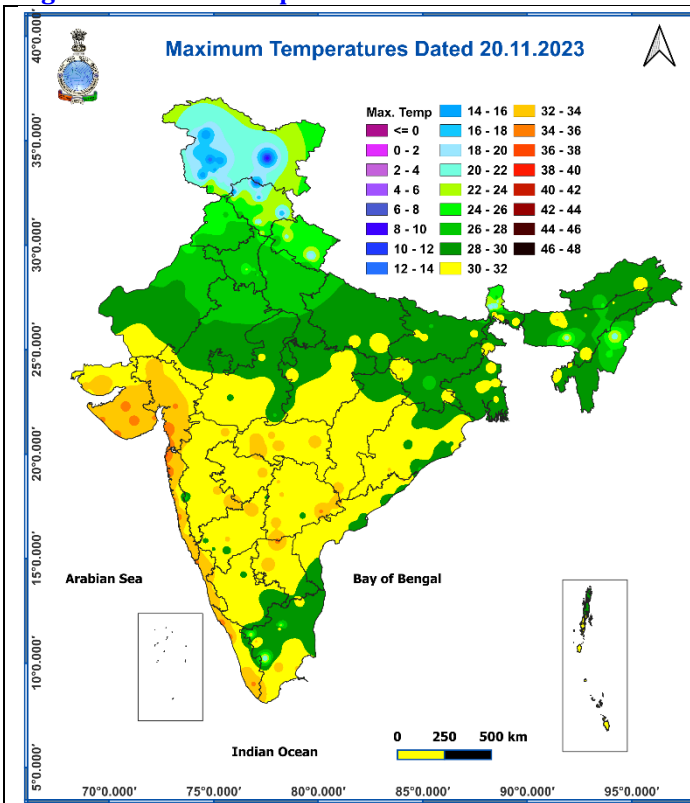 Maximum Temperatures Dated 20.11.2023
Max. Temp
<= 0
0 - 2
2 - 4
4 - 6
6 - 8
8 - 10
10 - 12
12 - 14
14 - 16
16 - 18
18 - 20
20 - 22
22 - 24
24 - 26
26 - 28
28 - 30
30 - 32
32 - 34
34 - 36
36 - 38
38 - 40
40 - 42
42 - 44
44 - 46
46 - 48
40°0.000'
35°0.000'
30°0.000'
25°0.000'
20°0.000'
15°0.000'
10°0.000'
5°0.000'
Arabian Sea
Bay of Bengal
Indian Ocean
0 250 500 km
70°0.000' 75°0.000' 80°0.000' 85°0.000' 90°0.000' 95°0.000'